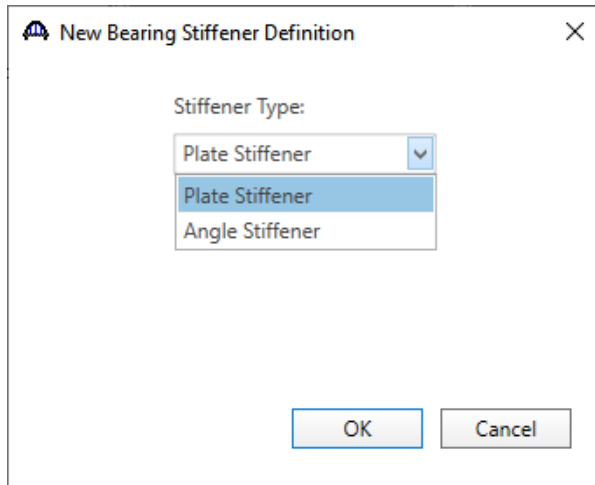 New Bearing Stiffener Definition
Stiffener Type:
Plate Stiffener
Plate Stiffener
Angle Stiffener
OK Cancel